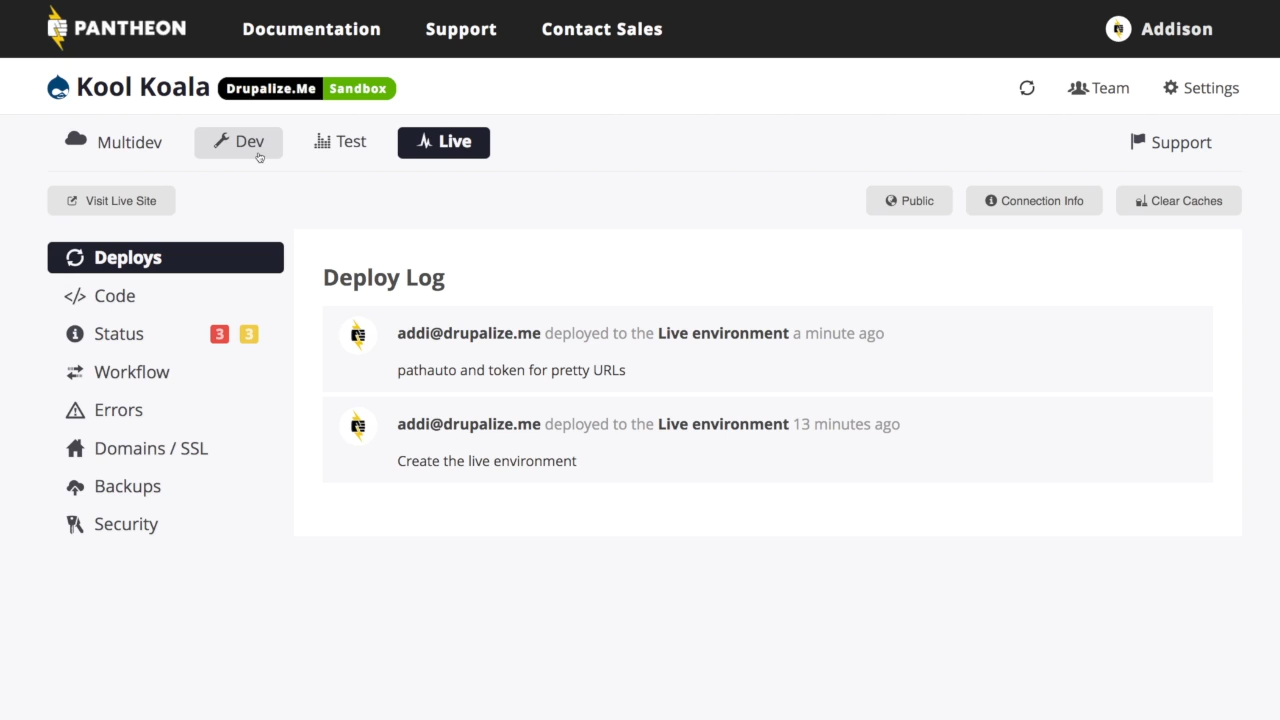 PANTHEON Documentation Support Contact Sales Addison
Kool Koala Drupalize.Me Sandbox Team Settings
Multidev Dev Test Live Support
Visit Live Site Public Connection Info Clear Caches
Deploys
Code
Status 3 3
Workflow
Errors
Domains / SSL
Backups
Security
Deploy Log
addi@drupalize.me deployed to the Live environment a minute ago
pathauto and token for pretty URLs
addi@drupalize.me deployed to the Live environment 13 minutes ago
Create the live environment